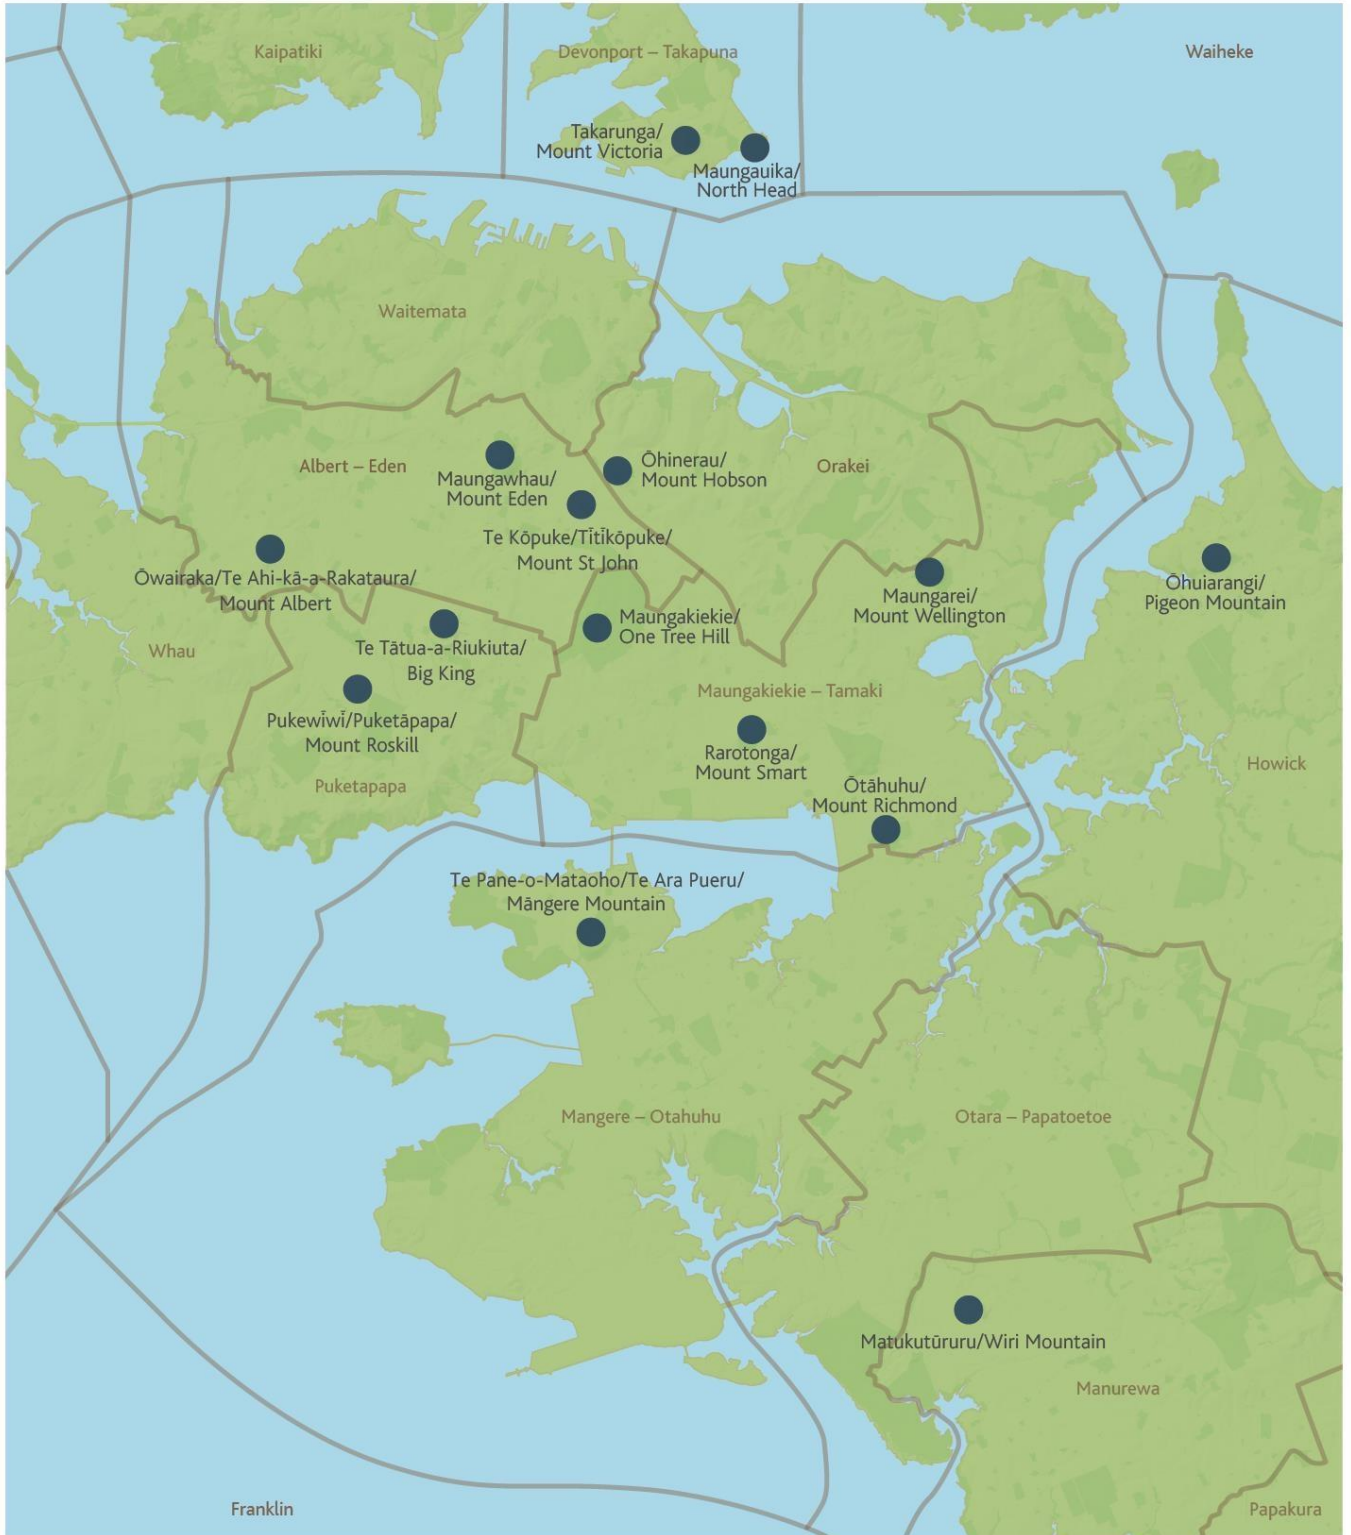 Kaipatiki
Devonport – Takapuna
Waiheke
Takarunga/
Mount Victoria
Maungauika/
North Head
Waitemata
Albert – Eden
Maungawhau/
Mount Eden
Ōhinerau/
Mount Hobson
Orakei
Te Kōpuke/Tītīkōpuke/
Mount St John
Ōwairaka/Te Ahi-kā-a-Rakataura/
Mount Albert
Maungarei/
Mount Wellington
Ōhuiarangi/
Pigeon Mountain
Maungakiekie/
One Tree Hill
Whau
Te Tātua-a-Riukiuta/
Big King
Maungakiekie – Tamaki
Pukewīwī/Puketāpapa/
Mount Roskill
Rarotonga/
Mount Smart
Howick
Puketapapa
Ōtāhuhu/
Mount Richmond
Te Pane-o-Mataoho/Te Ara Pueru/
Māngere Mountain
Mangere – Otahuhu
Otara – Papatoetoe
Matukutūruru/Wiri Mountain
Manurewa
Franklin
Papakura